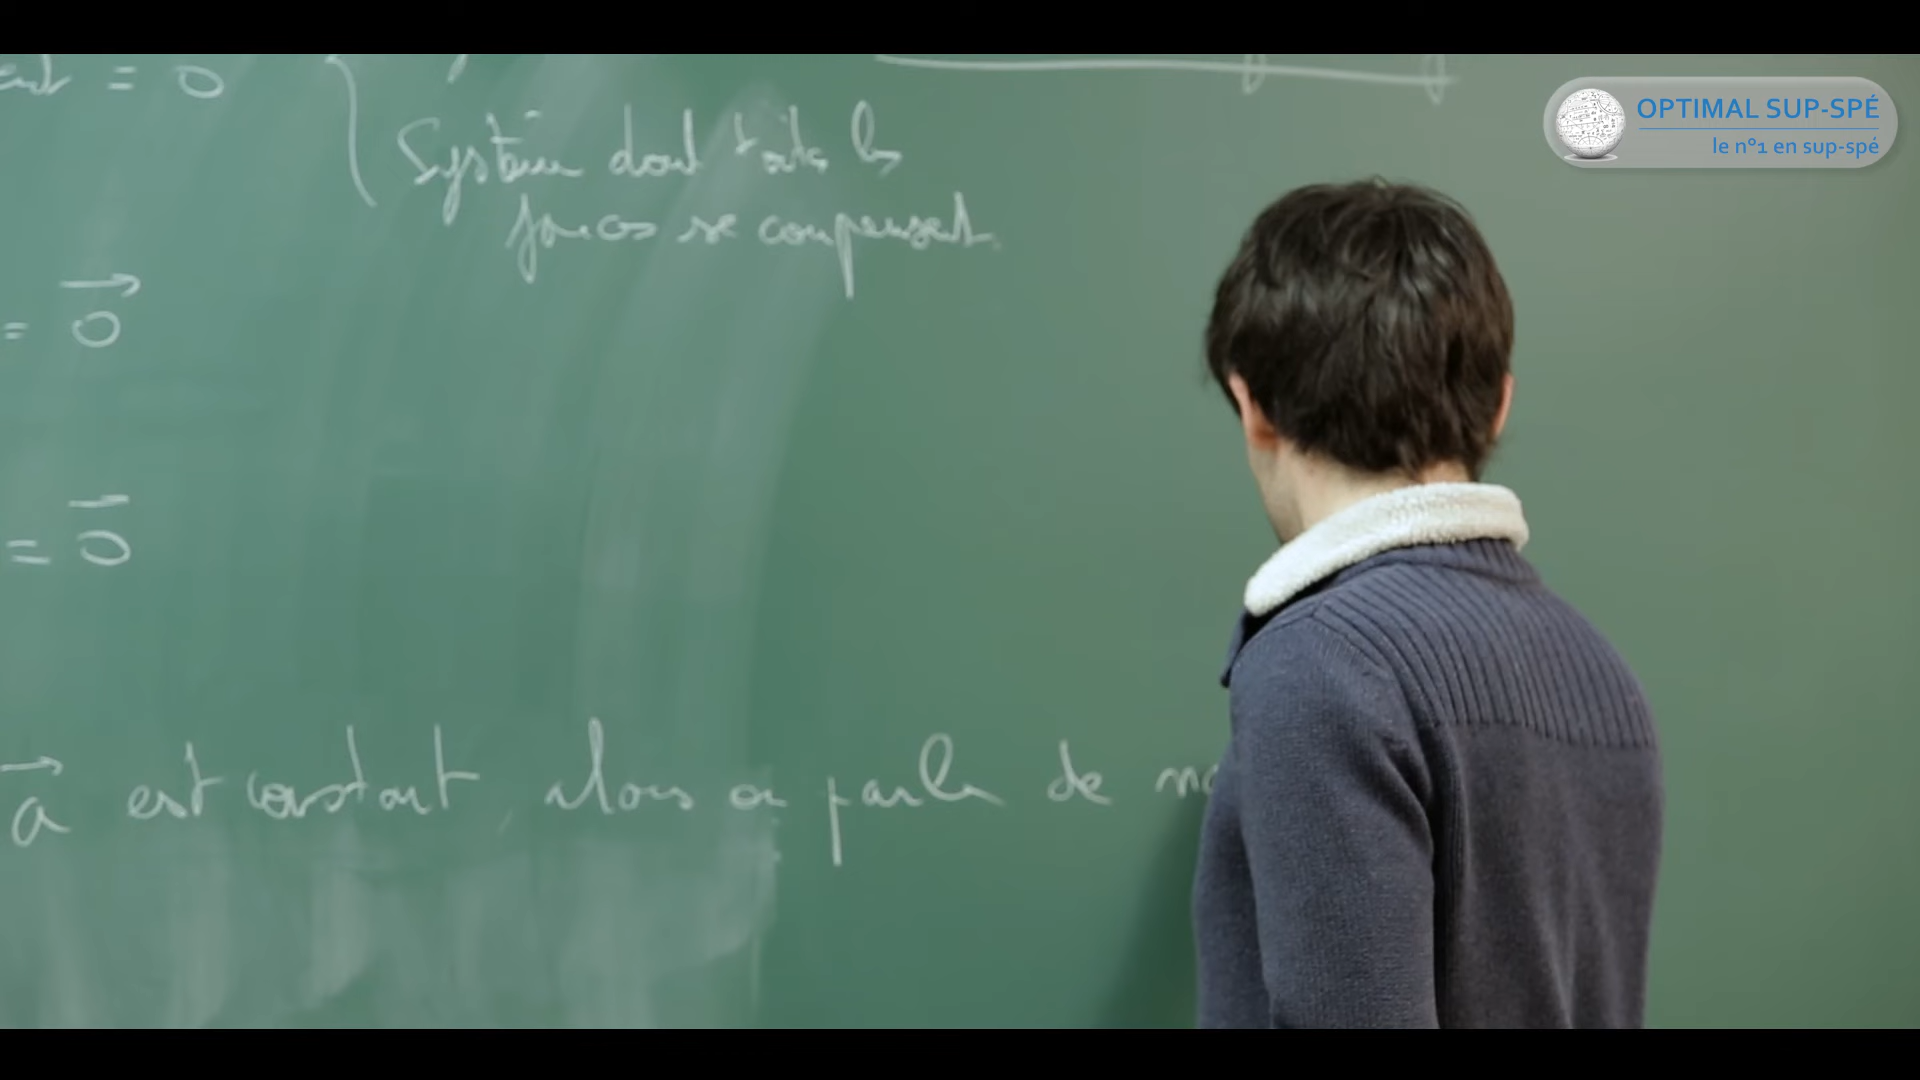 = 0
OPTIMAL SUP-SPÉ
le n°1 en sup-spé
Système dont toutes les
forces se compensent.
= 0⃗
= 0⃗
a⃗ est constant, alors on parle de